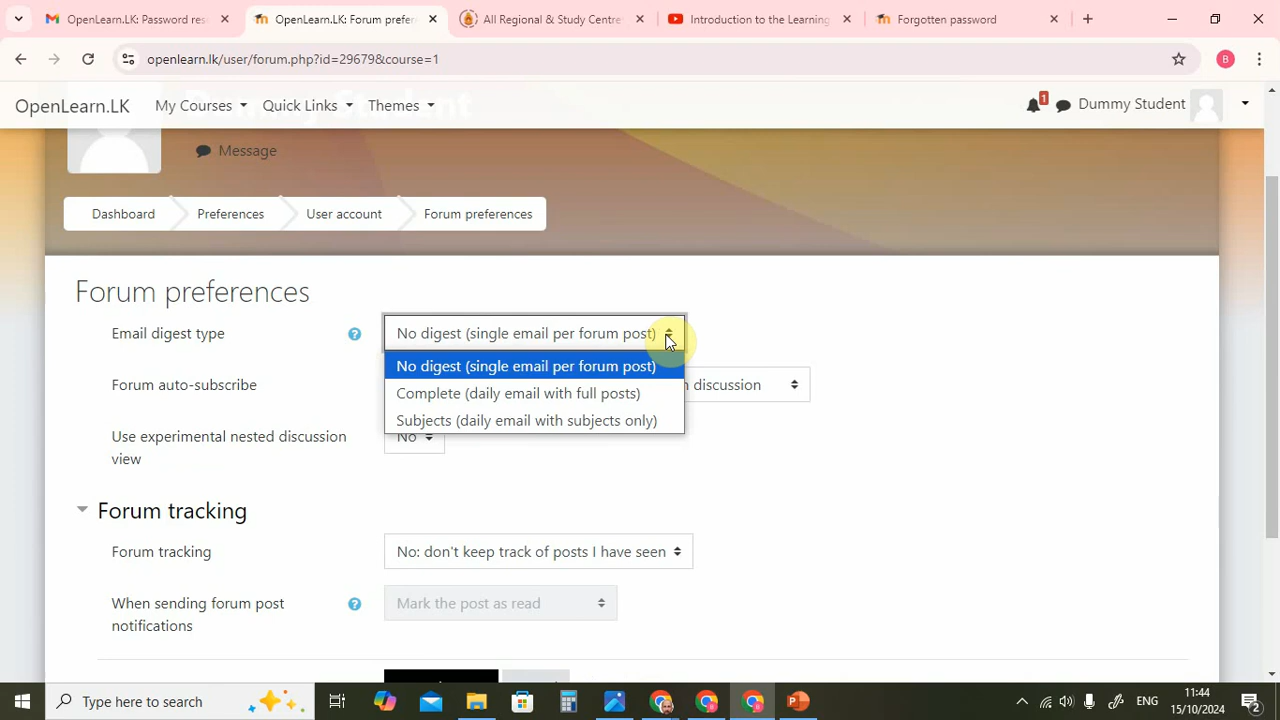 OpenLearn.LK: Password res
OpenLearn.LK: Forum prefer
All Regional & Study Centre
Introduction to the Learning
Forgotten password
openlearn.lk/user/forum.php?id=29679&course=1
B
OpenLearn.LK
My Courses
Quick Links
Themes
1
Dummy Student
Dummy Student
Message
Dashboard
Preferences
User account
Forum preferences
Forum preferences
Email digest type
No digest (single email per forum post)
No digest (single email per forum post)
Complete (daily email with full posts)
Subjects (daily email with subjects only)
Forum auto-subscribe
discussion
Use experimental nested discussion
view
No
Forum tracking
Forum tracking
No: don't keep track of posts I have seen
When sending forum post
notifications
Mark the post as read
Type here to search
ENG
11:44
15/10/2024
2